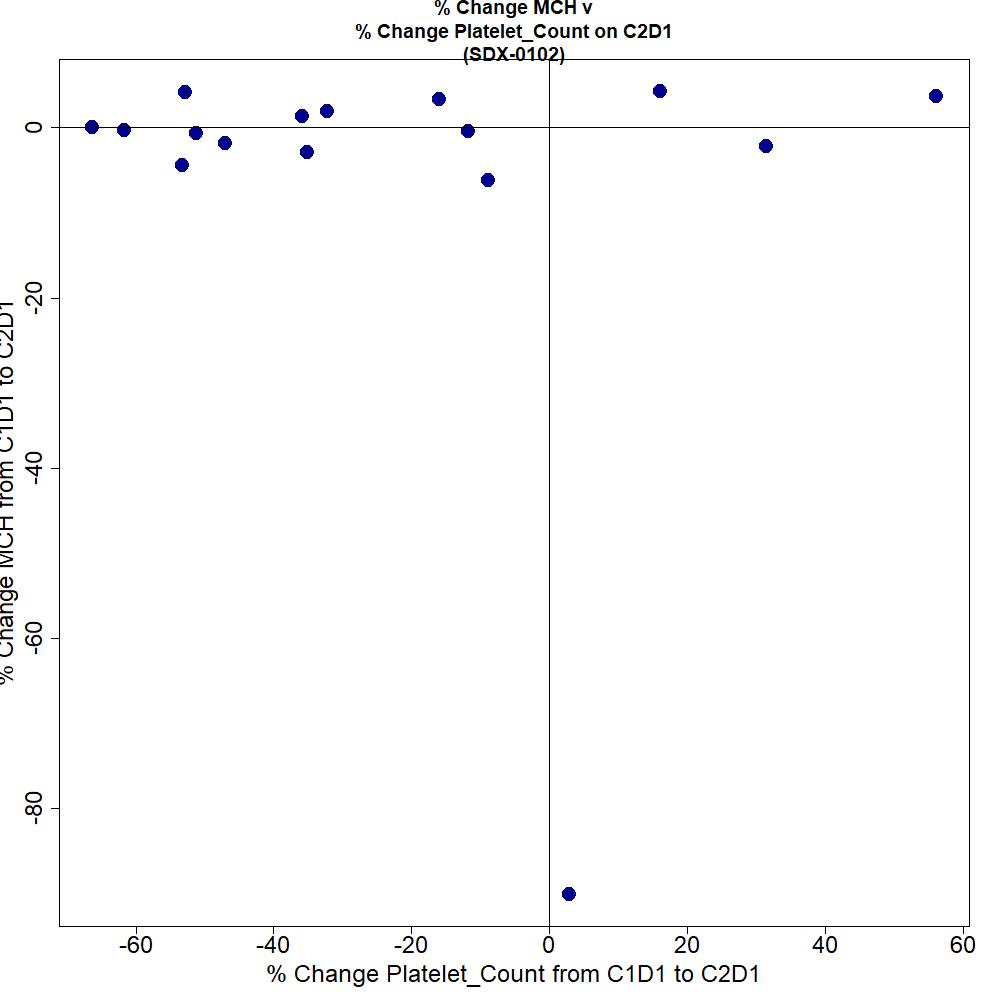 % Change MCH v
% Change Platelet_Count on C2D1
(SDX-0102)
0
-20
-40
-60
-80
% Change MCH from C1D1 to C2D1
-60
-40
-20
0
20
40
60
% Change Platelet_Count from C1D1 to C2D1